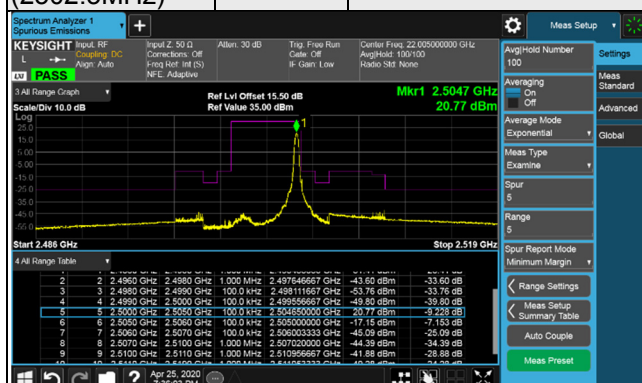 (2502.5MHz)
Spectrum Analyzer 1
Spurious Emissions
Meas Setup
KEYSIGHT Input: RF Input Z: 50 Ω Atten: 30 dB Trig: Free Run Center Freq: 22.005000000 GHz
L Coupling: DC Corrections: Off Gate: Off Avg|Hold: 100/100
Align: Auto Freq Ref: Int (S) IF Gain: Low Radio Std: None
NFE: Adaptive
LXI PASS
Avg|Hold Number
100
Settings
Averaging
On
Off
Meas Standard
Average Mode
Exponential
Advanced
Meas Type
Examine
Global
Spur
5
Range
5
Spur Report Mode
Minimum Margin
Range Settings
Meas Setup Summary Table
Auto Couple
Meas Preset
3 All Range Graph
Ref Lvl Offset 15.50 dB
Mkr1 2.5047 GHz
Scale/Div 10.0 dB
Ref Value 35.00 dBm
20.77 dBm
Log
25.0
15.0
5.00
-5.00
-15.0
-25.0
-35.0
-45.0
-55.0
1
Start 2.486 GHz
Stop 2.519 GHz
4 All Range Table
2 2 2.4960 GHz 2.4980 GHz 1.000 MHz 2.497646667 GHz -43.60 dBm -33.60 dB
3 3 2.4980 GHz 2.4990 GHz 100.0 kHz 2.498111667 GHz -53.76 dBm -33.76 dB
4 4 2.4990 GHz 2.5000 GHz 100.0 kHz 2.499556667 GHz -49.80 dBm -39.80 dB
5 5 2.5000 GHz 2.5050 GHz 100.0 kHz 2.504650000 GHz 20.77 dBm -9.228 dB
6 6 2.5050 GHz 2.5060 GHz 100.0 kHz 2.505000000 GHz -17.15 dBm -7.153 dB
7 7 2.5060 GHz 2.5070 GHz 100.0 kHz 2.506003333 GHz -45.09 dBm -25.09 dB
8 8 2.5070 GHz 2.5100 GHz 1.000 MHz 2.507020000 GHz -44.39 dBm -34.39 dB
9 9 2.5100 GHz 2.5110 GHz 1.000 MHz 2.510956667 GHz -41.88 dBm -28.88 dB
Apr 25, 2020